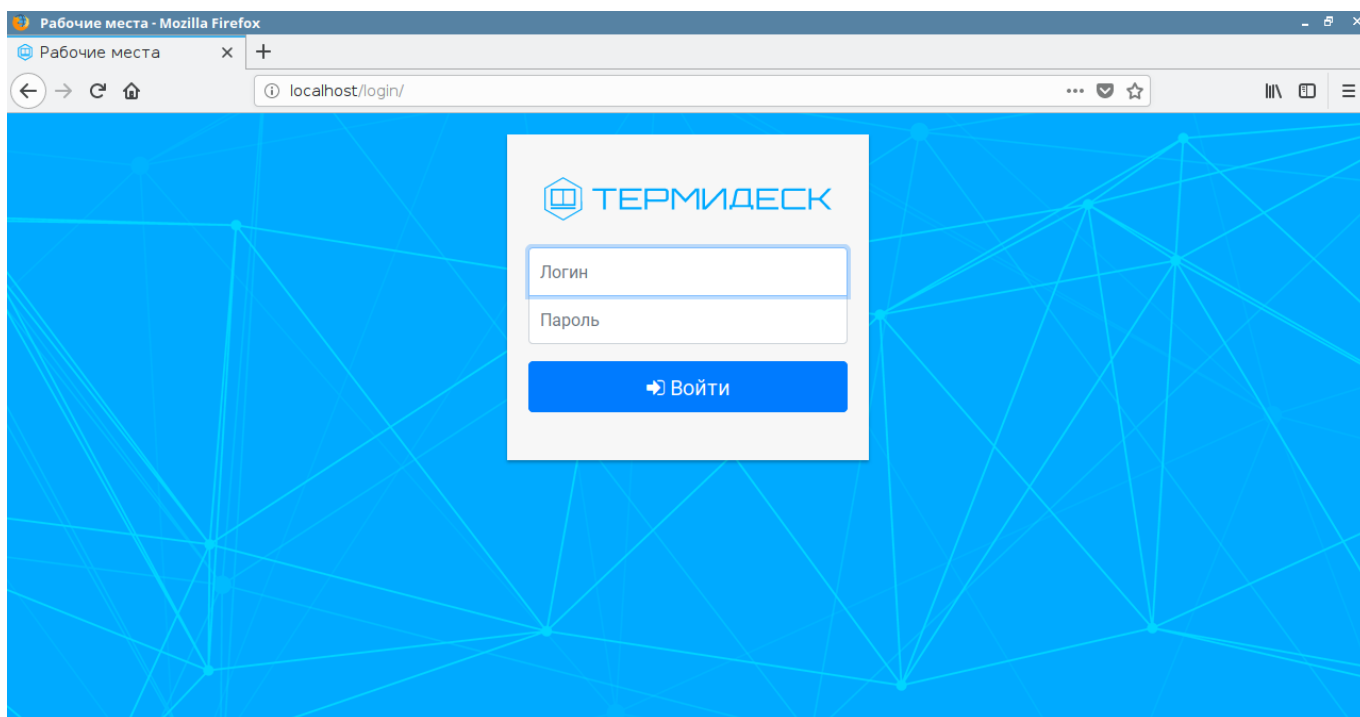 Рабочие места - Mozilla Firefox
Рабочие места
localhost/login/
ТЕРМИДЕСК
Логин
Пароль
Войти